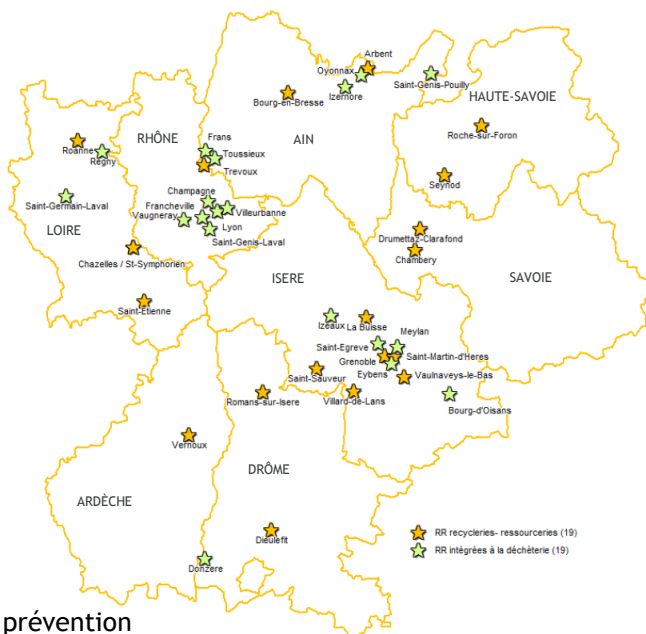 Arbent
Oyonnax
Saint-Genis-Pouilly
Izernore
HAUTE-SAVOIE
Bourg-en-Bresse
RHÔNE
Frans
AIN
Roche-sur-Foron
Roanne
Regny
Toussieux
Trevoux
Seynod
Champagne
Saint-Germain-Laval
Francheville
Villeurbanne
Vaugneray
Lyon
LOIRE
Saint-Genis-Laval
Drumettaz-Clarafond
Chambery
Chazelles / St-Symphorien
ISERE
SAVOIE
Saint-Etienne
Izeaux
La Buisse
Meylan
Saint-Egreve
Grenoble
Saint-Martin-d'Heres
Eybens
Saint-Sauveur
Vaulnaveys-le-Bas
Romans-sur-Isere
Villard-de-Lans
Bourg-d'Oisans
Vernoux
ARDÈCHE
DRÔME
Dieulefit
RR recycleries- ressourceries (19)
RR intégrées à la déchèterie (19)
Donzere
prévention